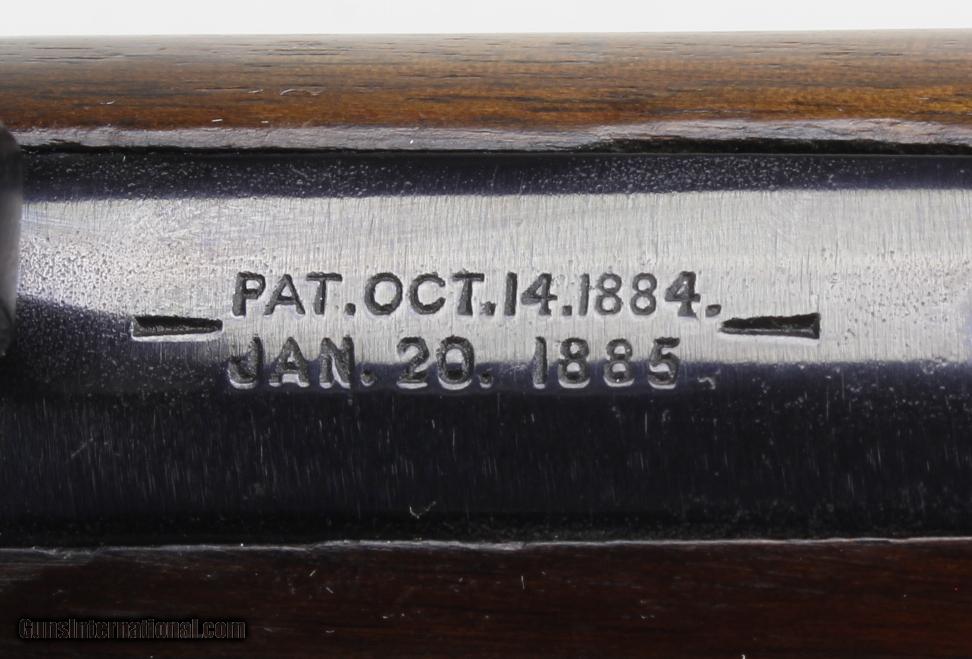 PAT. OCT. 14. 1884.
JAN. 20. 1885.
GunsInternational.com